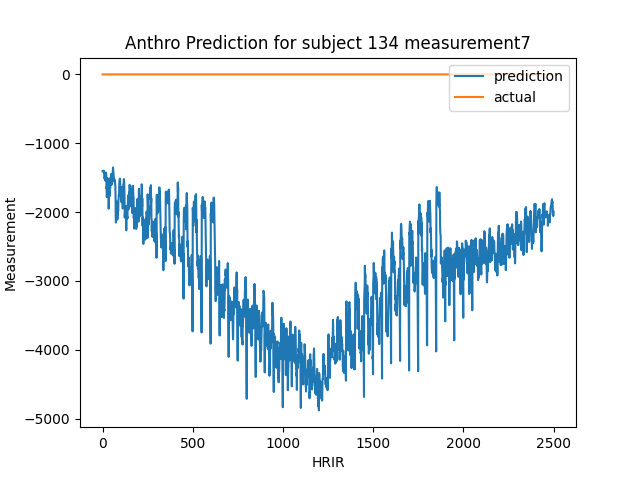 Anthro Prediction for subject 134 measurement7
prediction
actual
0
−1000
−2000
−3000
−4000
−5000
Measurement
0
500
1000
1500
2000
2500
HRIR